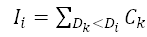 I_i = ∑_{D_k<D_i} C_k